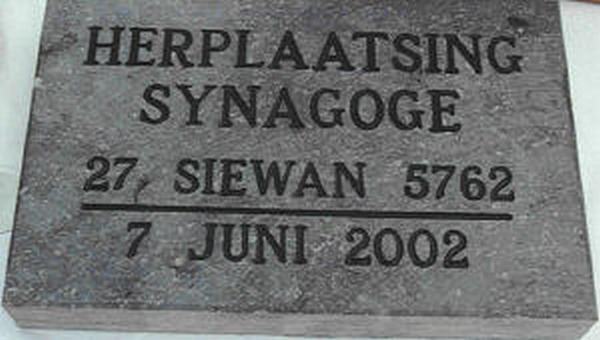 HERPLAATSING
SYNAGOGE
27, SIEWAN 5762
7 JUNI 2002